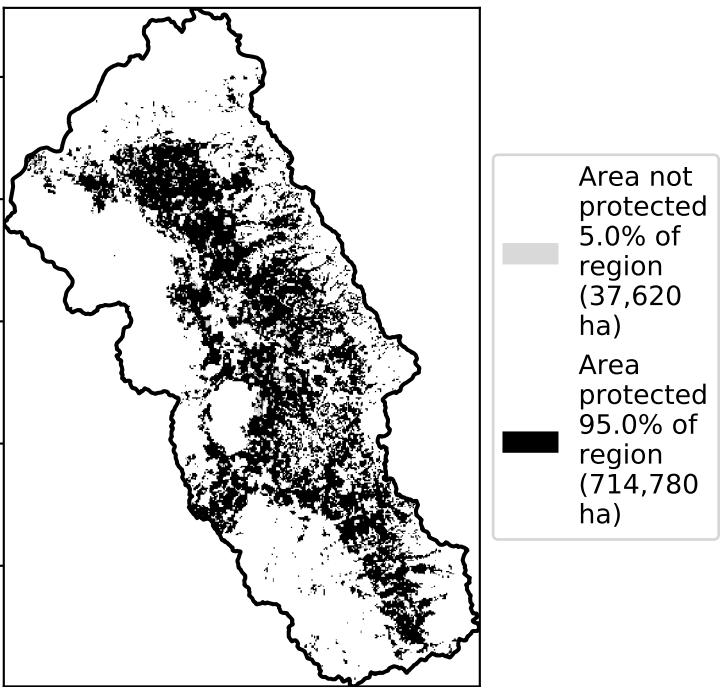 Area not
protected
5.0% of
region
(37,620
ha)
Area
protected
95.0% of
region
(714,780
ha)